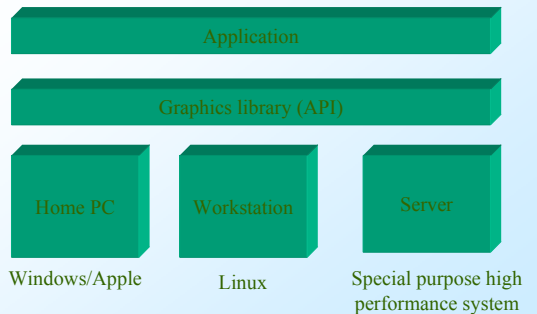 Application
Graphics library (API)
Home PC
Workstation
Server
Windows/Apple
Linux
Special purpose high
performance system